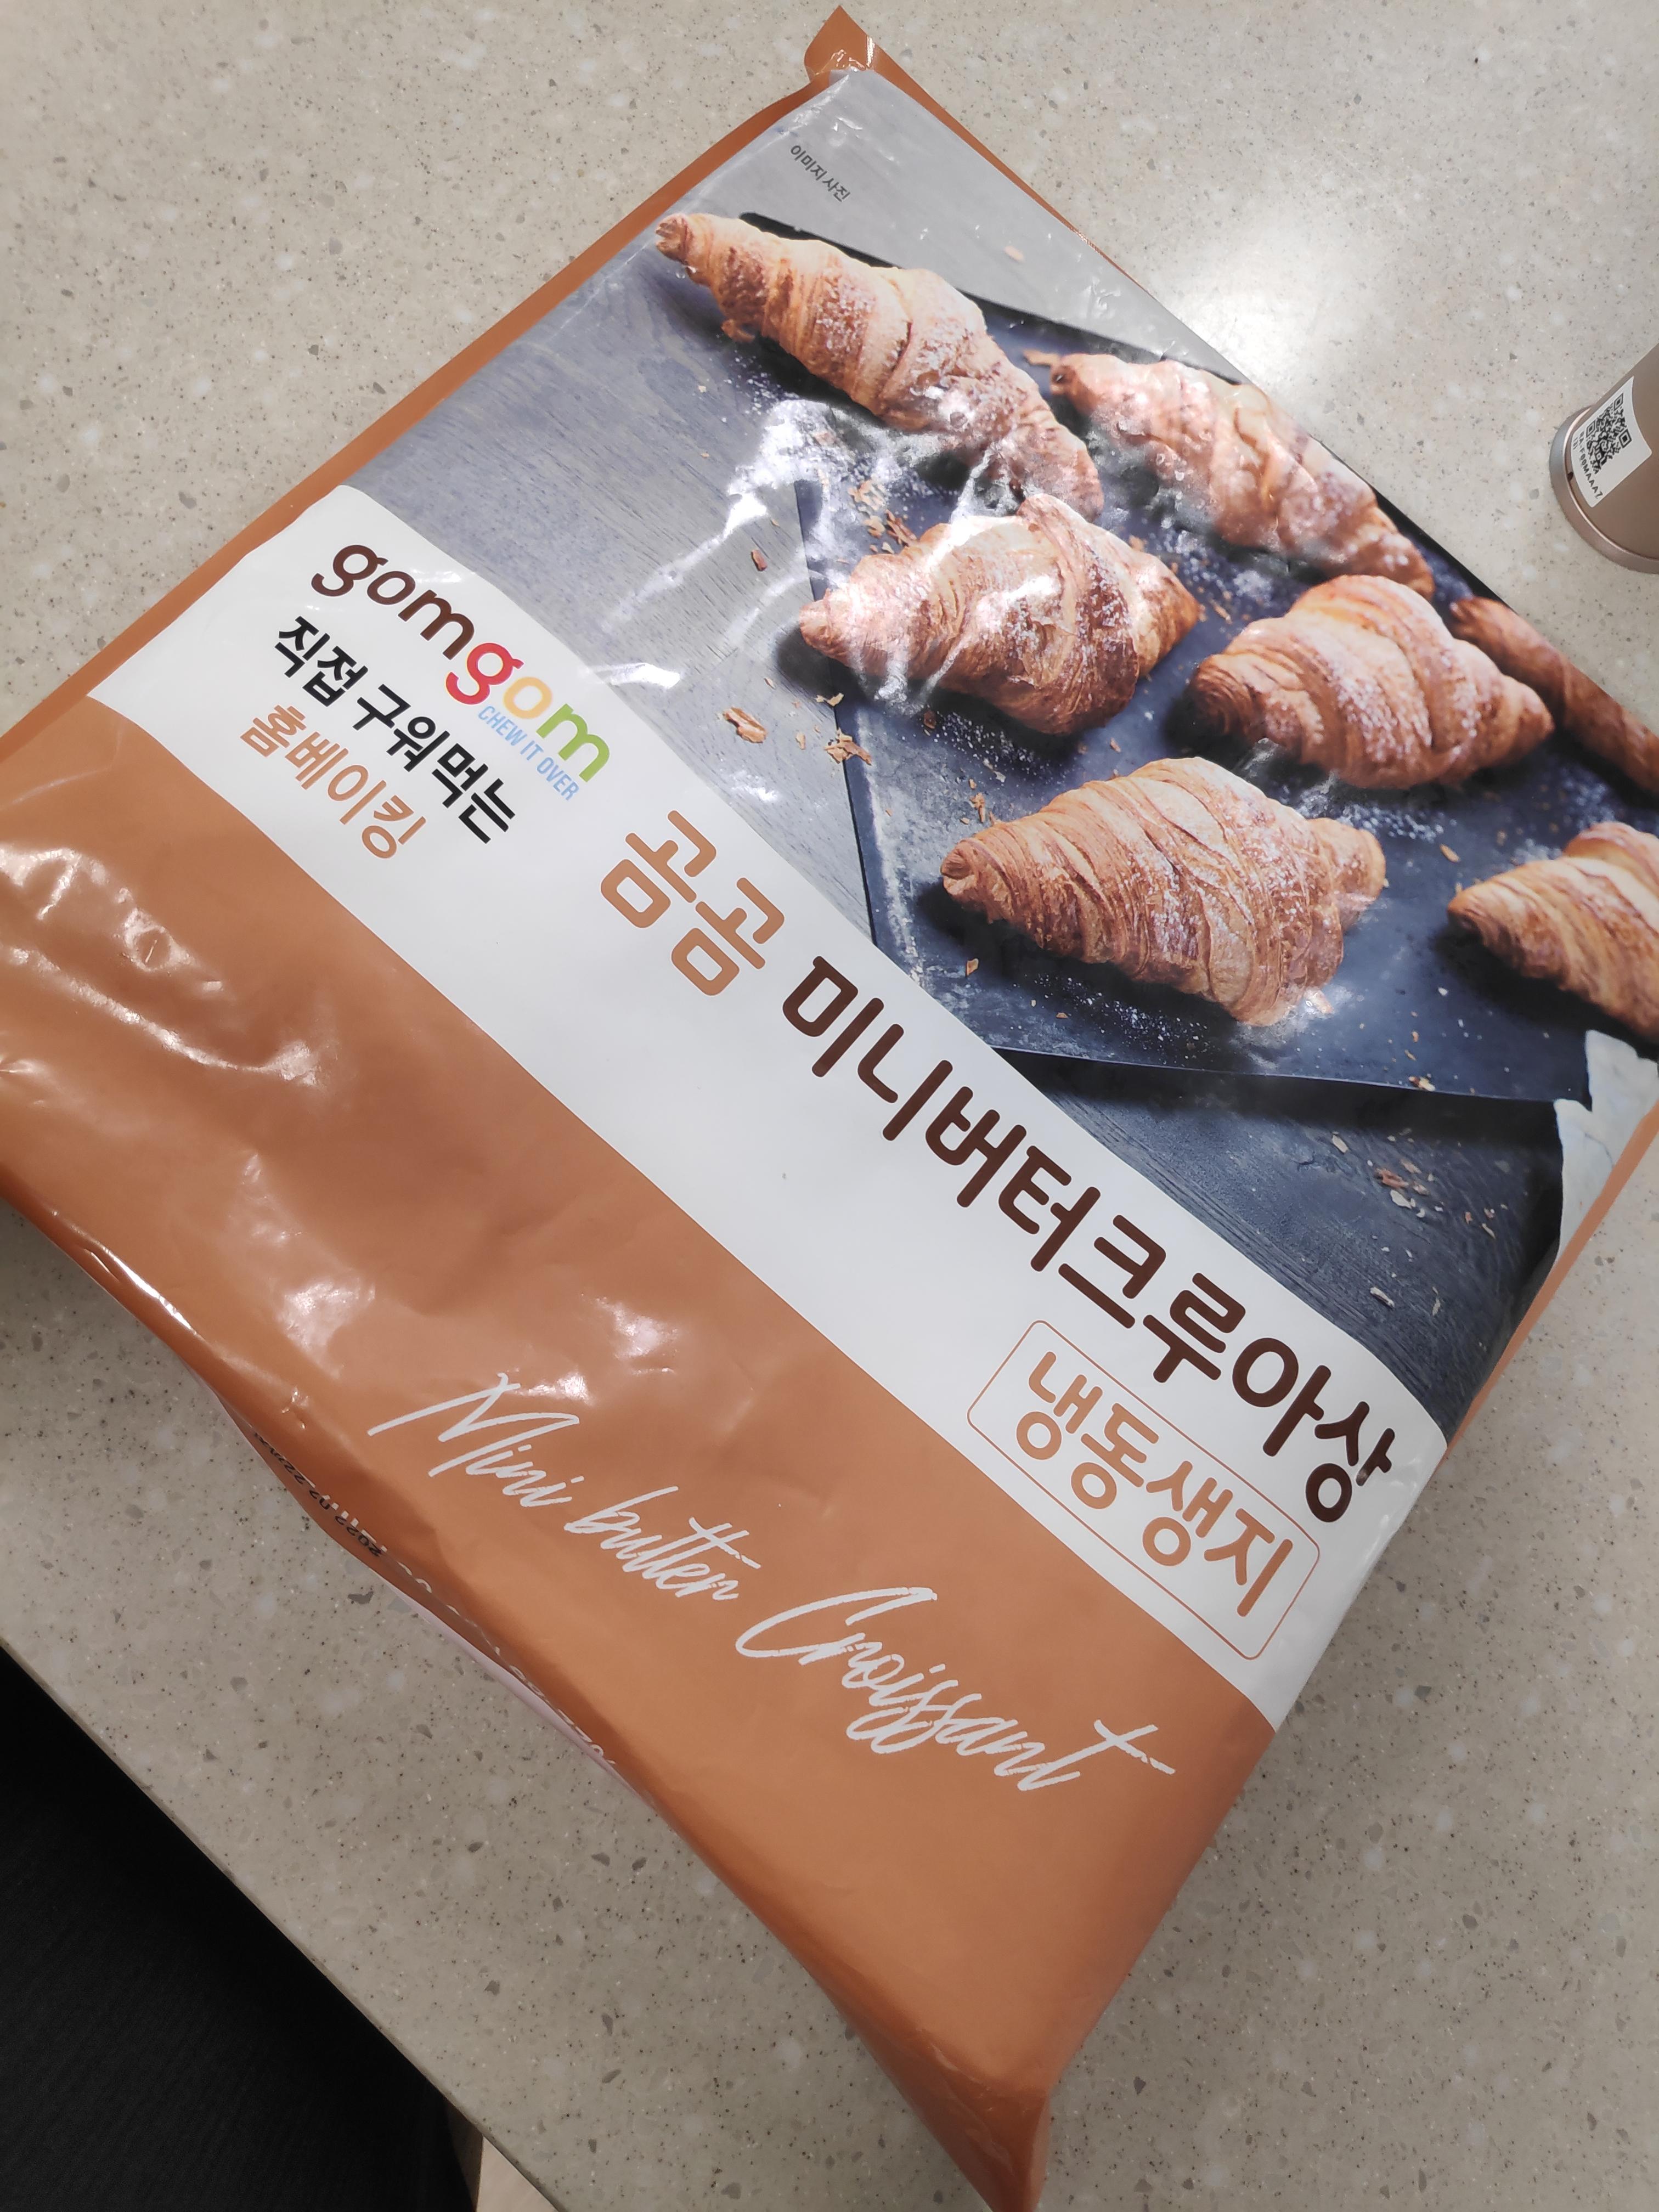 이미지 사진
gomgom
CHEW IT OVER
직접 구워 먹는
홈베이킹
곰곰 미니버터크루아상
냉동생지
Mini butter Croissant